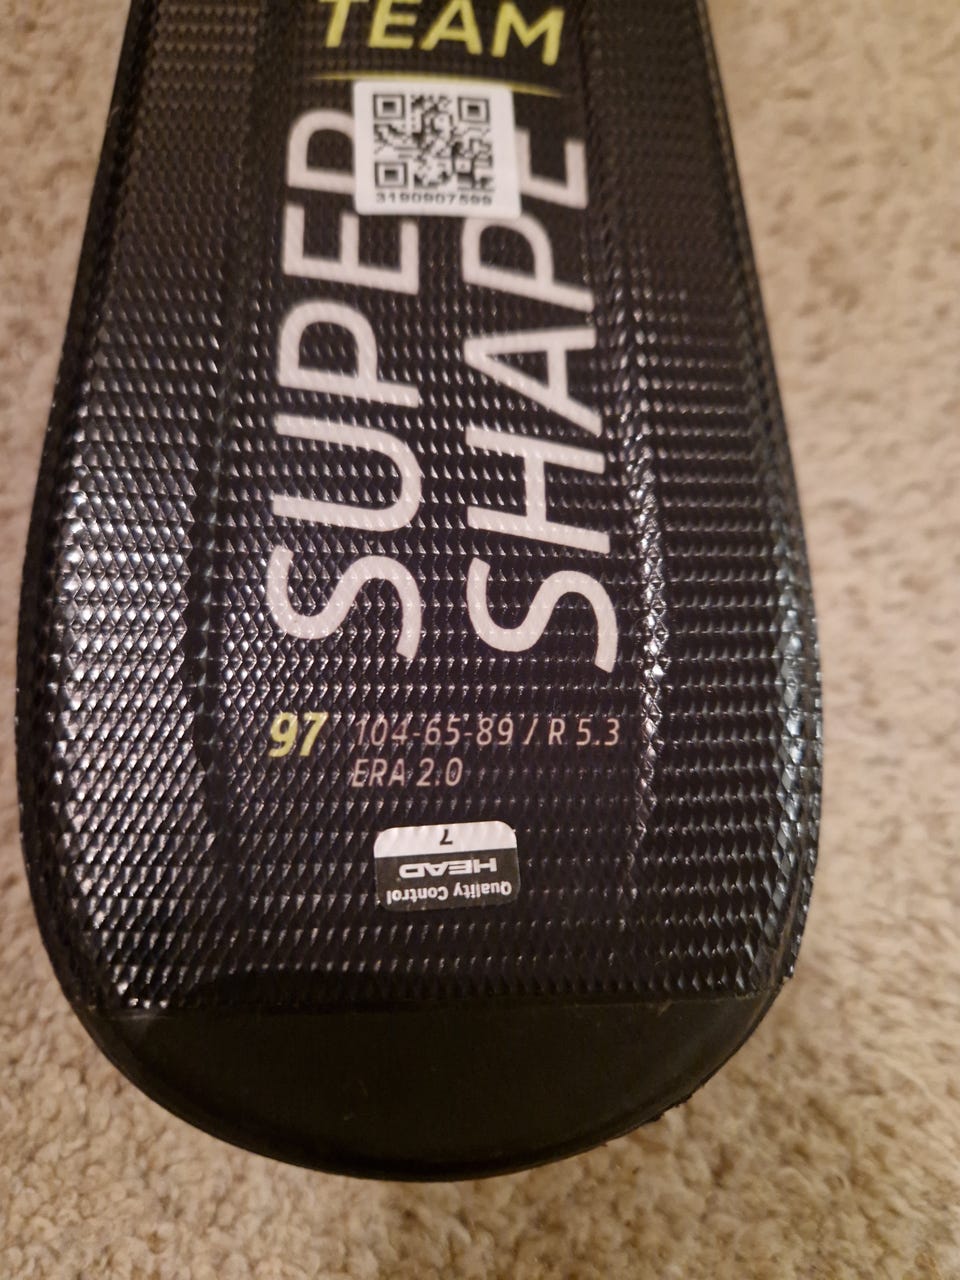 TEAM
3190907599
SUPER
SHAPE
97 104-65-89 / R 5.3
ERA 2.0
7
HEAD
Quality Control